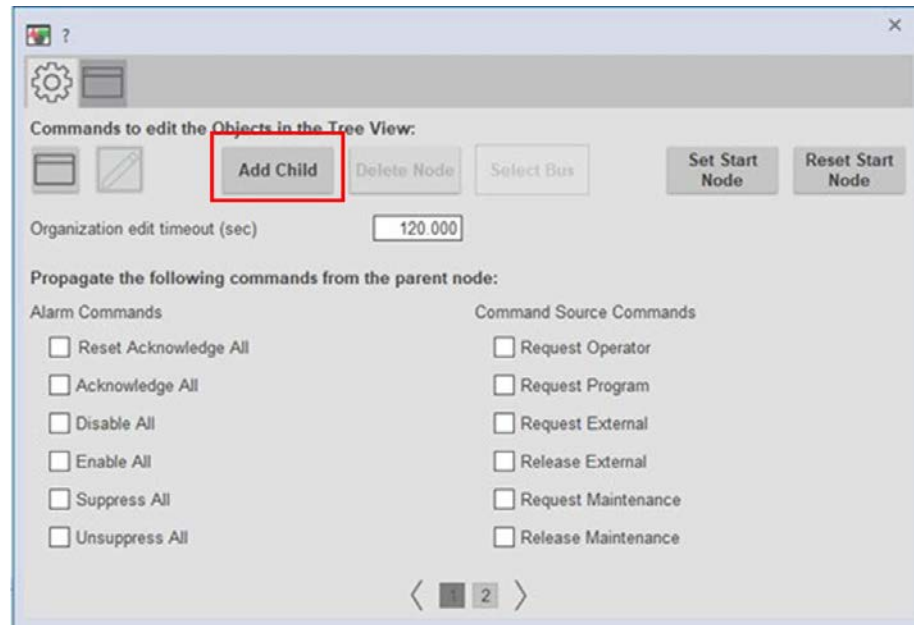 ?
Commands to edit the Objects in the Tree View:
Add Child
Delete Node
Select Bus
Set Start
Node
Reset Start
Node
Organization edit timeout (sec)
120.000
Propagate the following commands from the parent node:
Alarm Commands
Command Source Commands
Reset Acknowledge All
Request Operator
Acknowledge All
Request Program
Disable All
Request External
Enable All
Release External
Suppress All
Request Maintenance
Unsuppress All
Release Maintenance
1 2